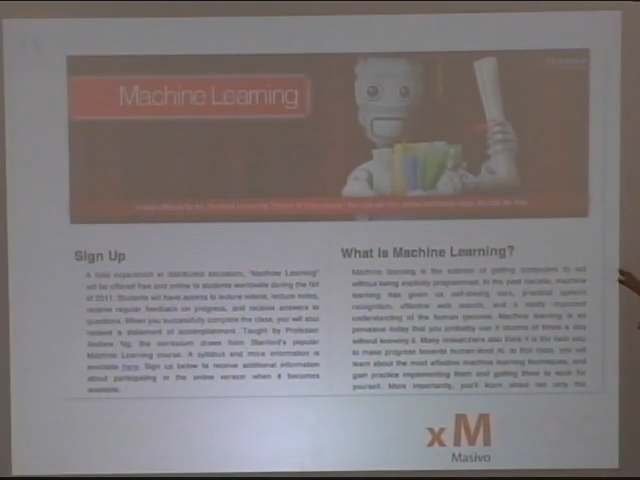 Machine Learning
Sign Up
A bold experiment in distributed education, "Machine Learning"
will be offered free and online to students worldwide during the fall
of 2011. Students will have access to lecture videos, lecture notes,
receive regular feedback on progress, and receive answers to
questions. When you successfully complete the class, you will also
receive a statement of accomplishment. Taught by Professor
Andrew Ng, the curriculum draws from Stanford's popular
Machine Learning course. A syllabus and more information is
available here. Sign up below to receive additional information
about participating in the online version when it becomes
available.
What Is Machine Learning?
Machine learning is the science of getting computers to act
without being explicitly programmed. In the past decade, machine
learning has given us self-driving cars, practical speech
recognition, effective web search, and a vastly improved
understanding of the human genome. Machine learning is so
pervasive today that you probably use it dozens of times a day
without knowing it. Many researchers also think it is the best way
to make progress towards human-level AI. In this class, you will
learn about the most effective machine learning techniques, and
gain practice implementing them and getting them to work for
yourself. More importantly, you'll learn about not only the
xM
Masivo